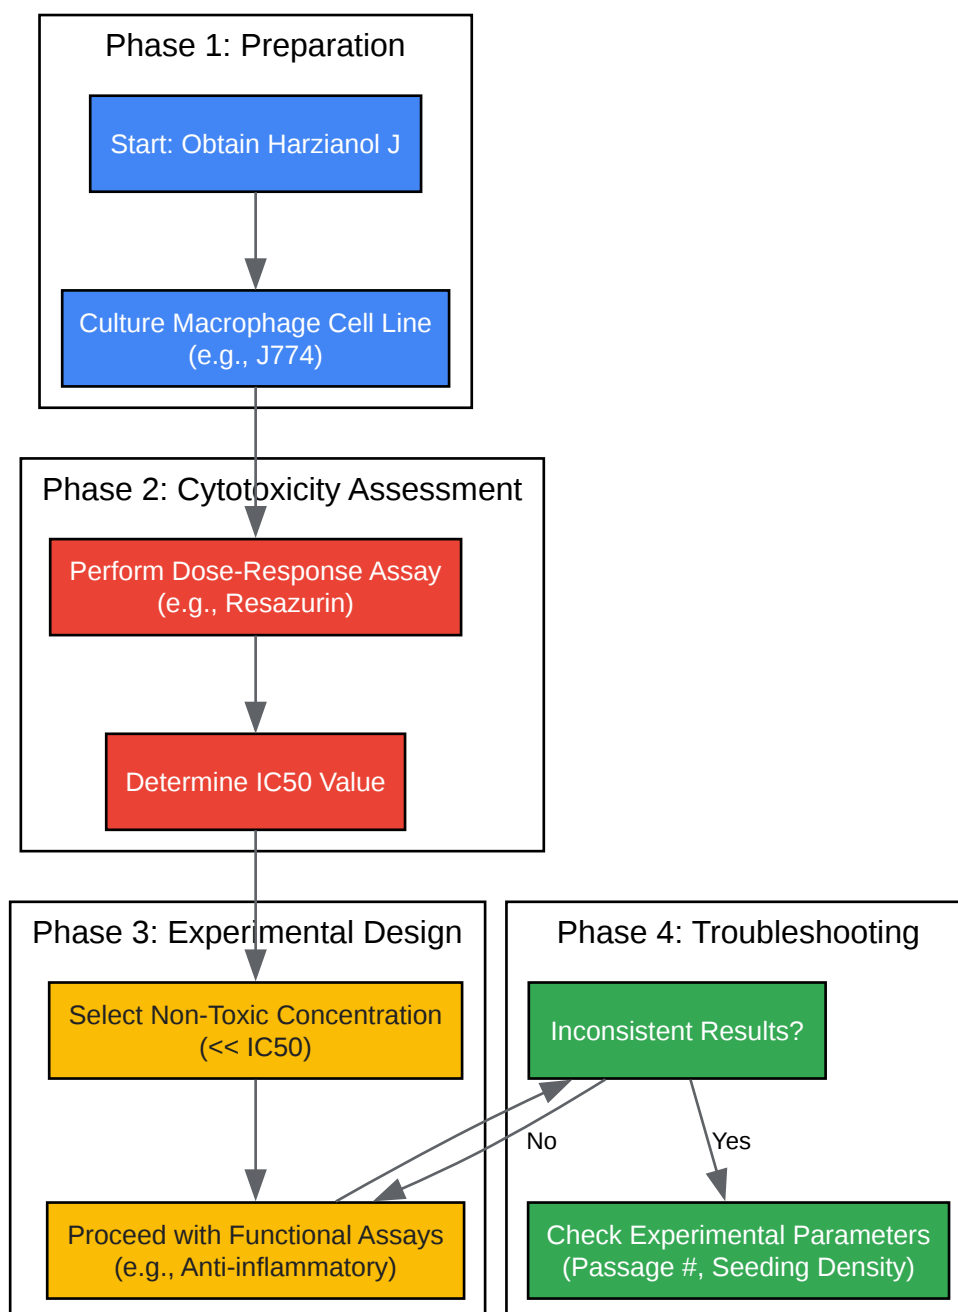 Phase 1: Preparation
Start: Obtain Harzianol J
Culture Macrophage Cell Line
(e.g., J774)
Phase 2: Cytotoxicity Assessment
Perform Dose-Response Assay
(e.g., Resazurin)
Determine IC50 Value
Phase 3: Experimental Design
Select Non-Toxic Concentration
(<< IC50)
Proceed with Functional Assays
(e.g., Anti-inflammatory)
Phase 4: Troubleshooting
Inconsistent Results?
No
Yes
Check Experimental Parameters
(Passage #, Seeding Density)